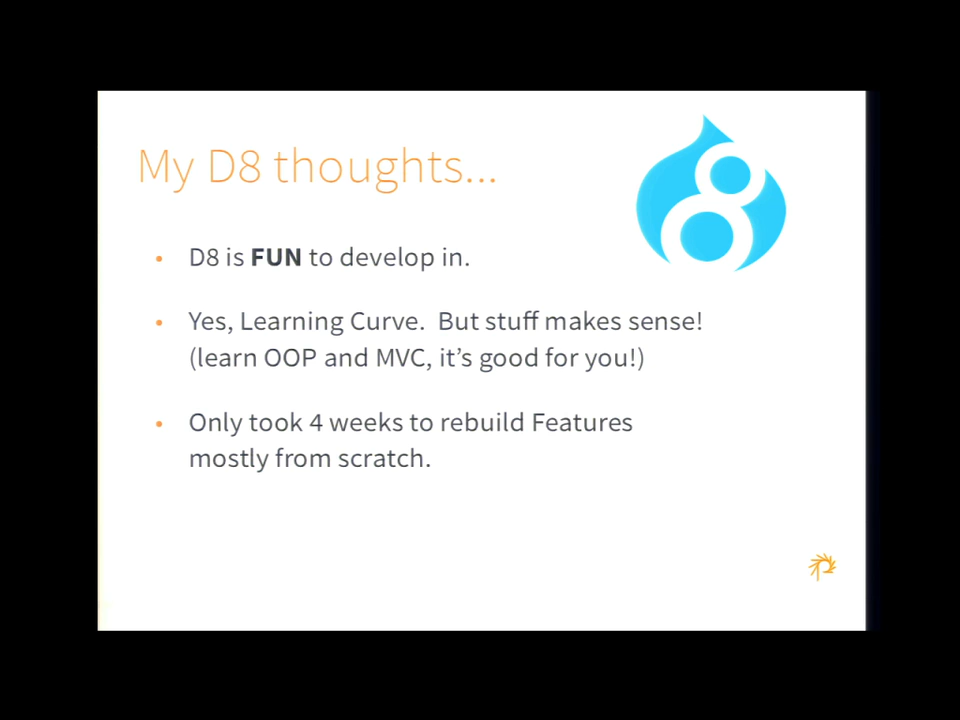 My D8 thoughts...
8
• D8 is FUN to develop in.
• Yes, Learning Curve.  But stuff makes sense!
(learn OOP and MVC, it’s good for you!)
• Only took 4 weeks to rebuild Features
mostly from scratch.